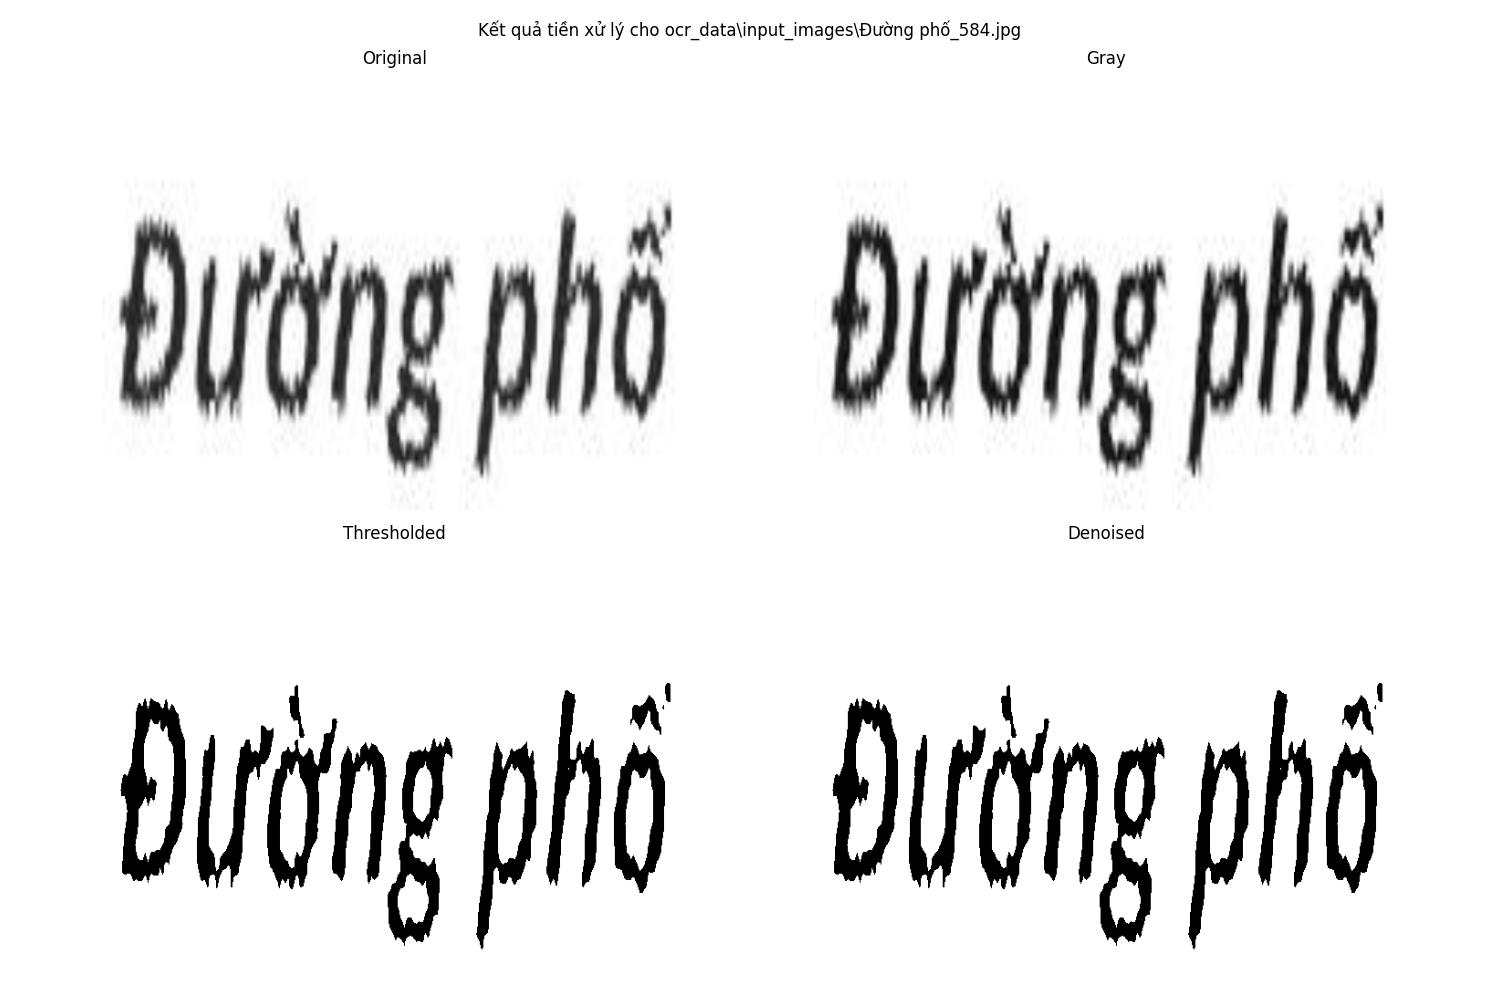 Kết quả tiền xử lý cho ocr_data\input_images\Đường phố_584.jpg
Original
Gray
Đường phố
Đường phố
Thresholded
Denoised
Đường phố
Đường phố